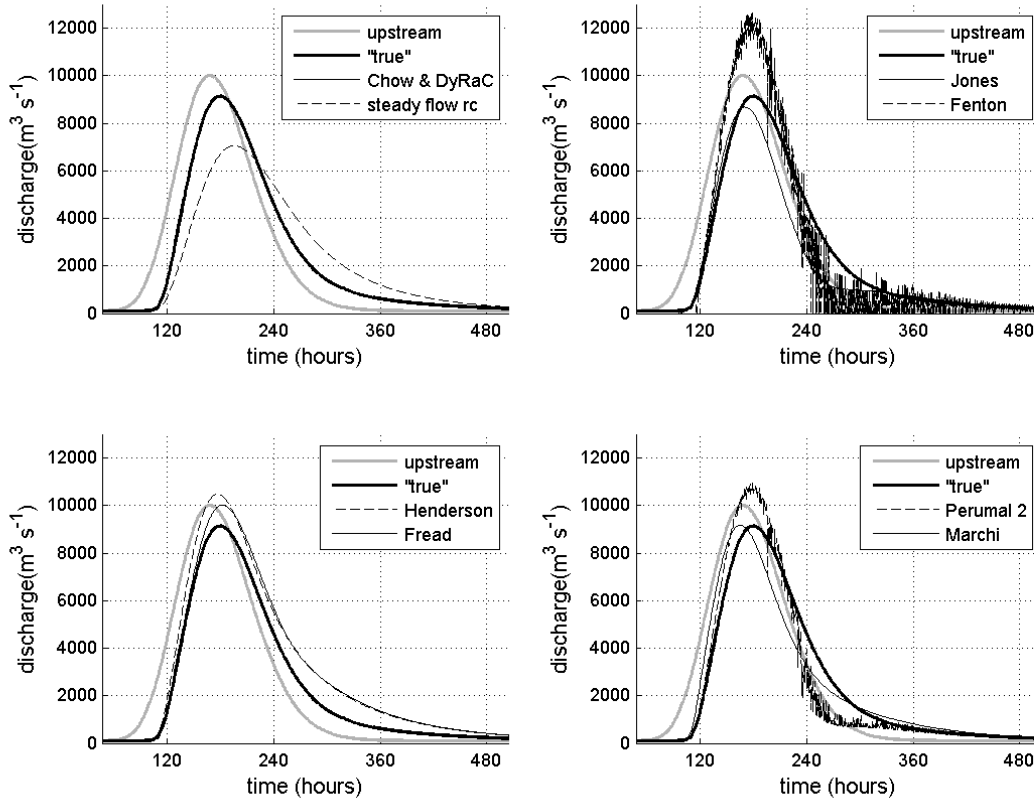 12000
10000
8000
6000
4000
2000
0
discharge(m³ s⁻¹)
upstream
"true"
Chow & DyRaC
steady flow rc
120
240
360
480
time (hours)
12000
10000
8000
6000
4000
2000
0
discharge(m³ s⁻¹)
upstream
"true"
Jones
Fenton
120
240
360
480
time (hours)
12000
10000
8000
6000
4000
2000
0
discharge(m³ s⁻¹)
upstream
"true"
Henderson
Fread
120
240
360
480
time (hours)
12000
10000
8000
6000
4000
2000
0
discharge(m³ s⁻¹)
upstream
"true"
Perumal 2
Marchi
120
240
360
480
time (hours)